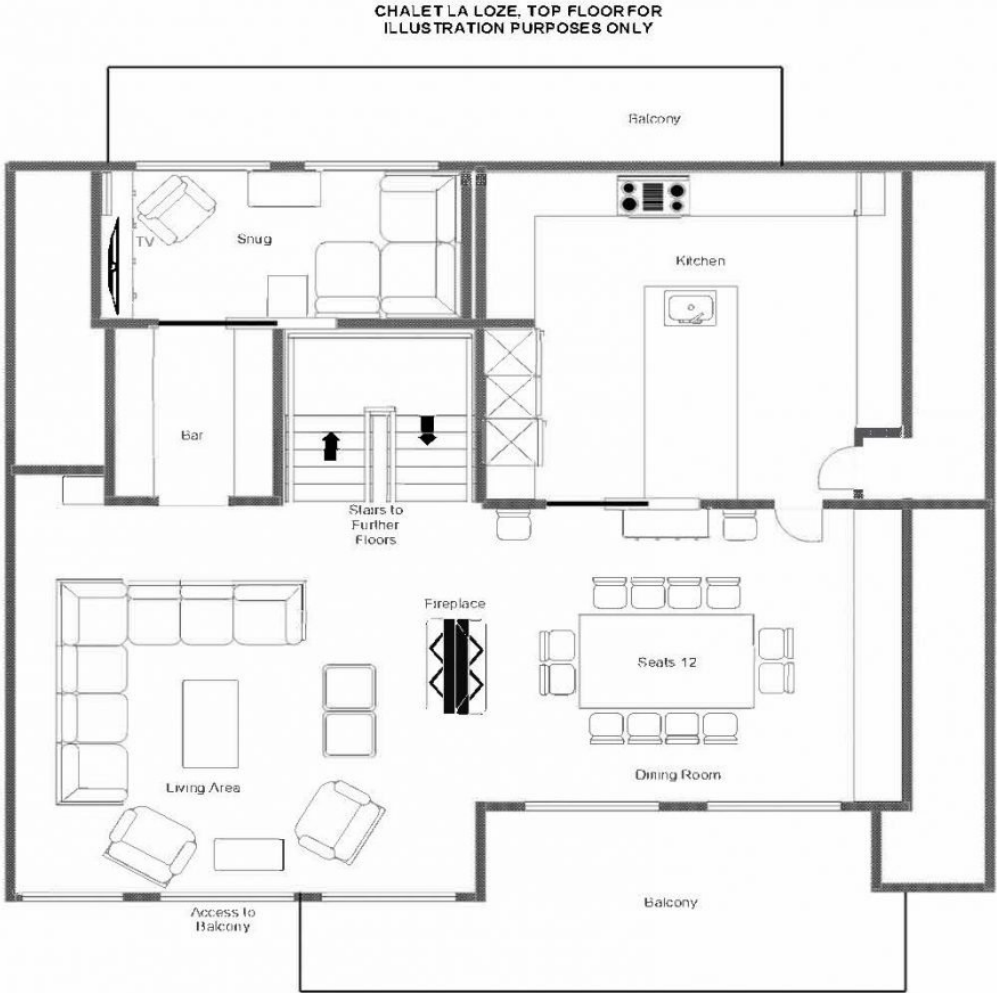 CHALET LA LOZE, TOP FLOOR FOR
ILLUSTRATION PURPOSES ONLY
Balcony
TV
Snug
Kitchen
Bar
Stairs to
Further
Floors
Fireplace
Seats 12
Dining Room
Living Area
Access to
Balcony
Balcony